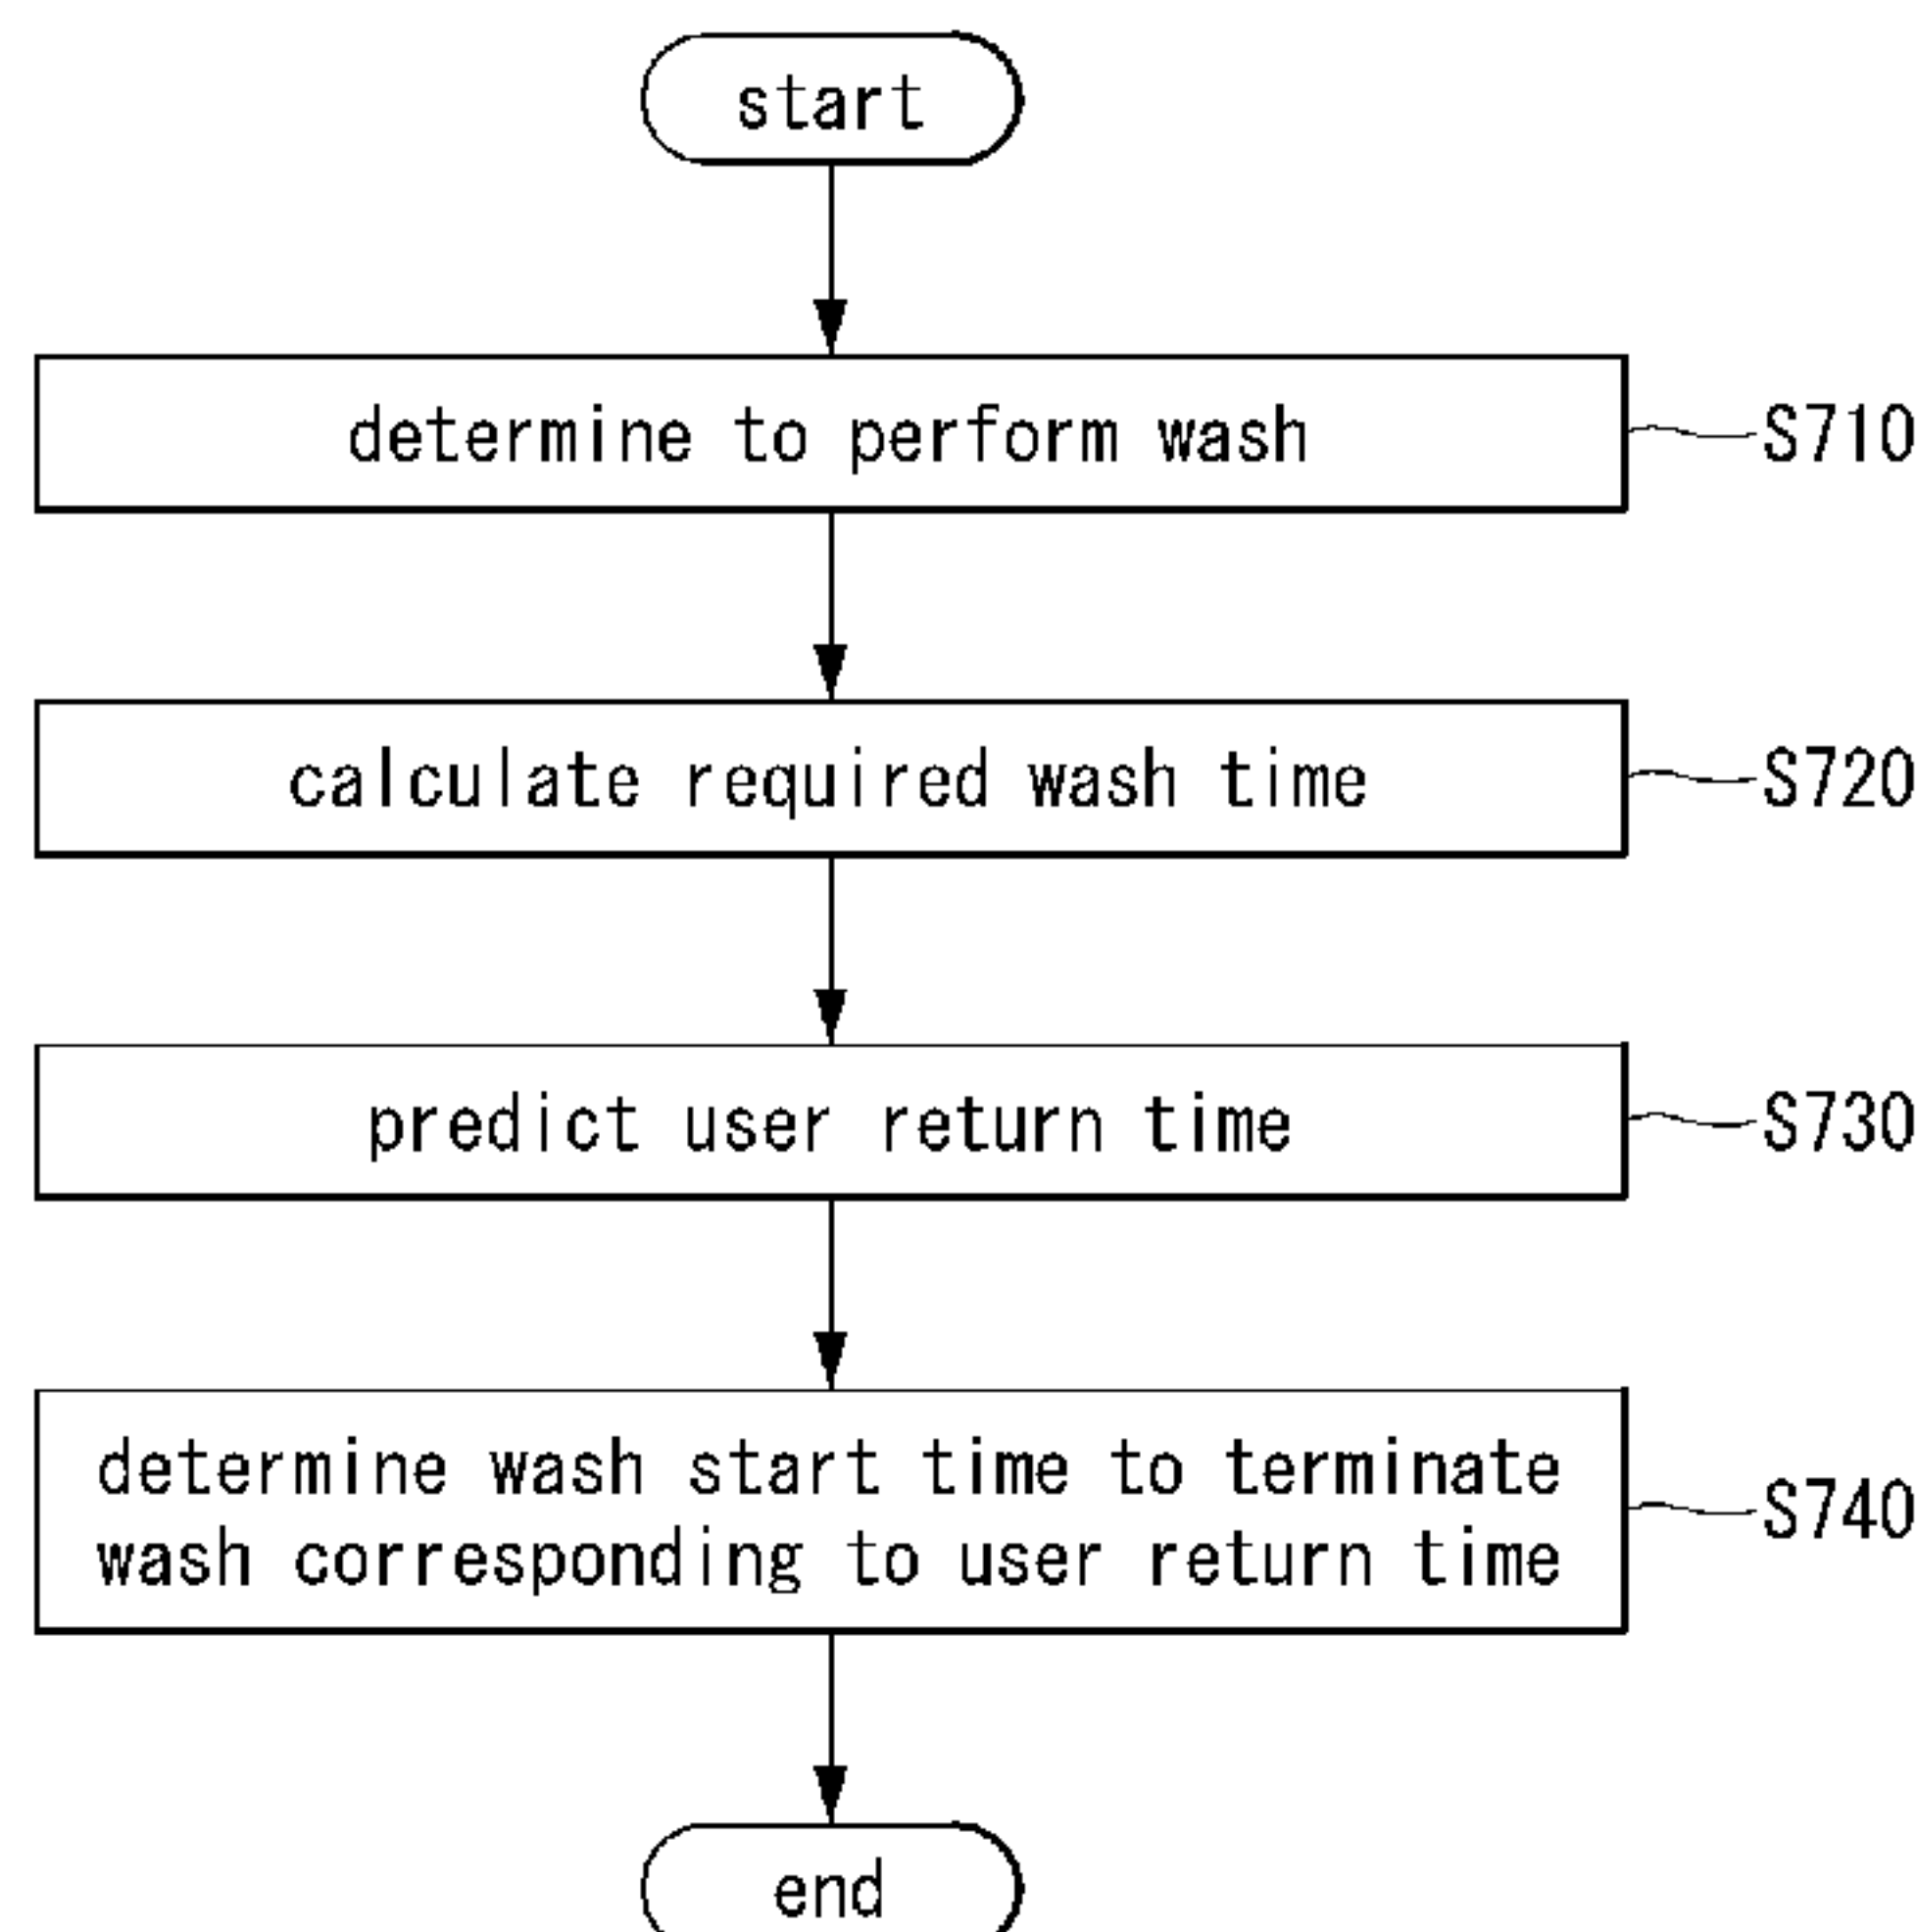 start
determine to perform wash
S710
calculate required wash time
S720
predict user return time
S730
determine wash start time to terminate
wash corresponding to user return time
S740
end